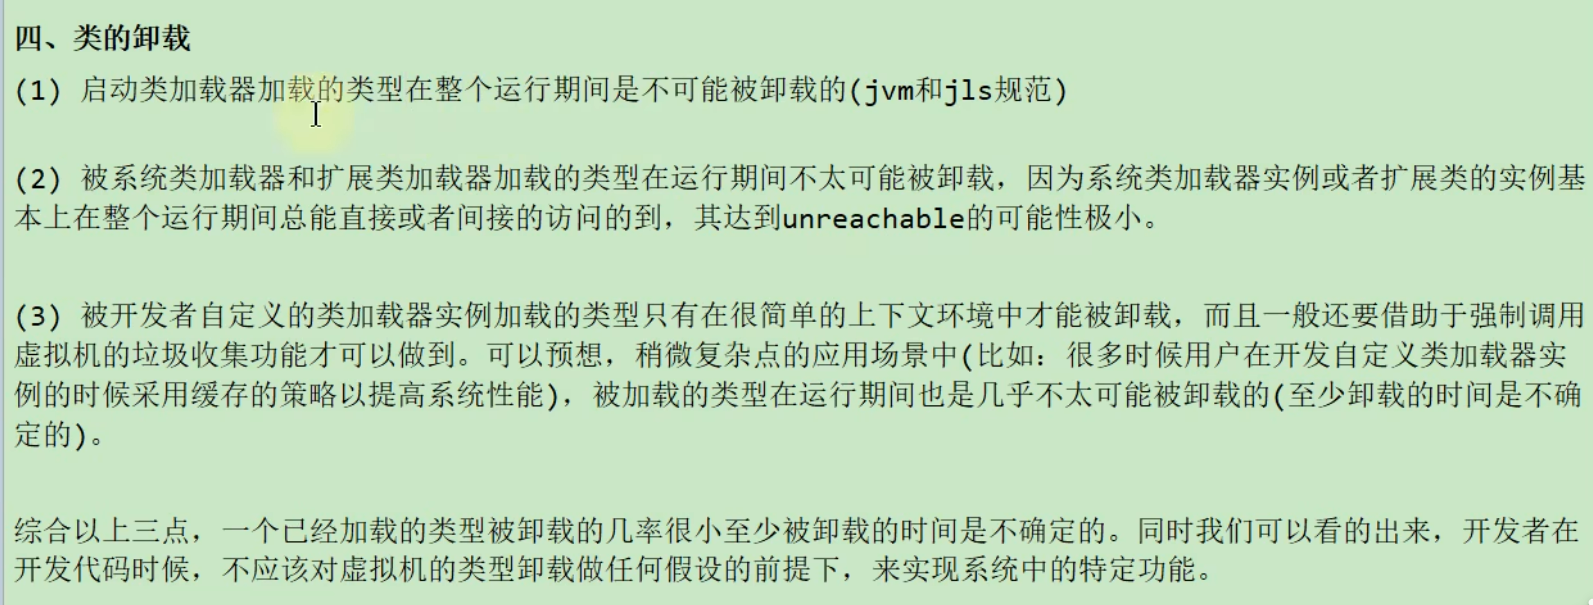 四、类的卸载
(1) 启动类加载器加载的类型在整个运行期间是不可能被卸载的(jvm和jls规范)
(2) 被系统类加载器和扩展类加载器加载的类型在运行期间不太可能被卸载，因为系统类加载器实例或者扩展类的实例基
本上在整个运行期间总能直接或者间接的访问的到，其达到unreachable的可能性极小。
(3) 被开发者自定义的类加载器实例加载的类型只有在很简单的上下文环境中才能被卸载，而且一般还要借助于强制调用
虚拟机的垃圾收集功能才可以做到。可以预想，稍微复杂点的应用场景中(比如：很多时候用户在开发自定义类加载器实
例的时候采用缓存的策略以提高系统性能)，被加载的类型在运行期间也是几乎不太可能被卸载的(至少卸载的时间是不确
定的)。
综合以上三点，一个已经加载的类型被卸载的几率很小至少被卸载的时间是不确定的。同时我们可以看的出来，开发者在
开发代码时候，不应该对虚拟机的类型卸载做任何假设的前提下，来实现系统中的特定功能。